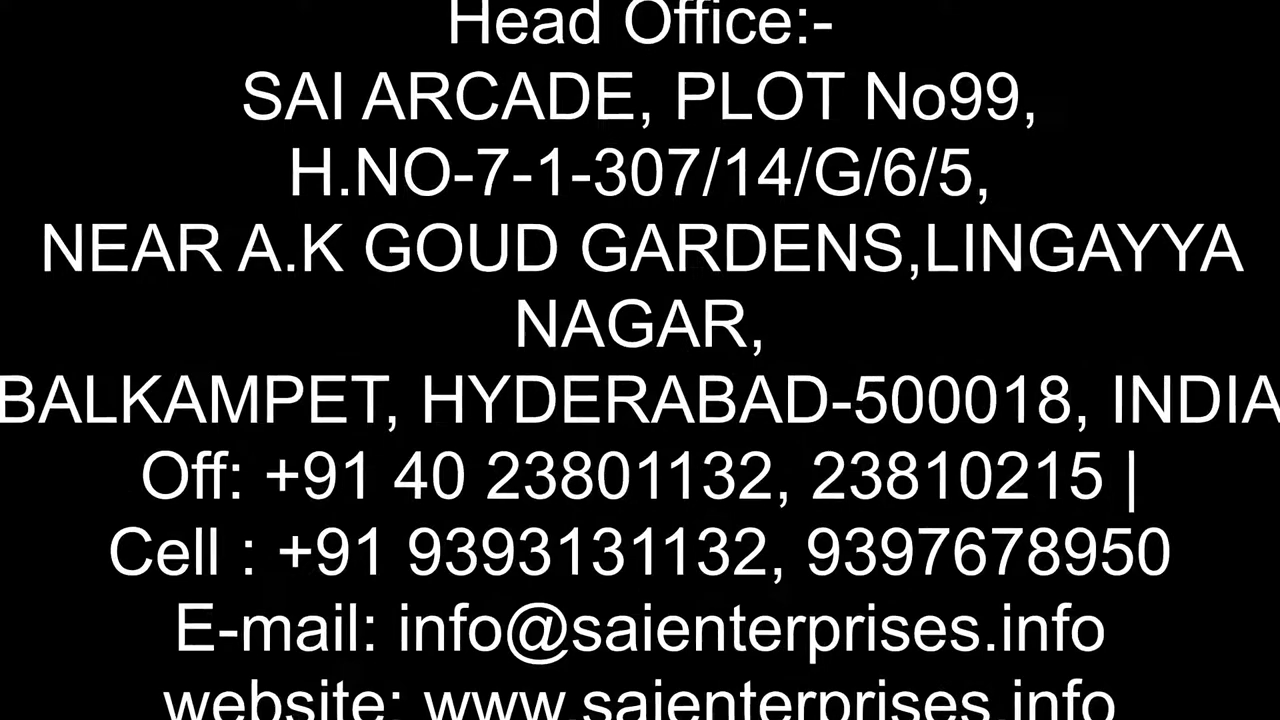 Head Office:-
SAI ARCADE, PLOT No99,
H.NO-7-1-307/14/G/6/5,
NEAR A.K GOUD GARDENS,LINGAYYA
NAGAR,
BALKAMPET, HYDERABAD-500018, INDIA
Off: +91 40 23801132, 23810215 |
Cell : +91 9393131132, 9397678950
E-mail: info@saienterprises.info
website: www.saienterprises.info